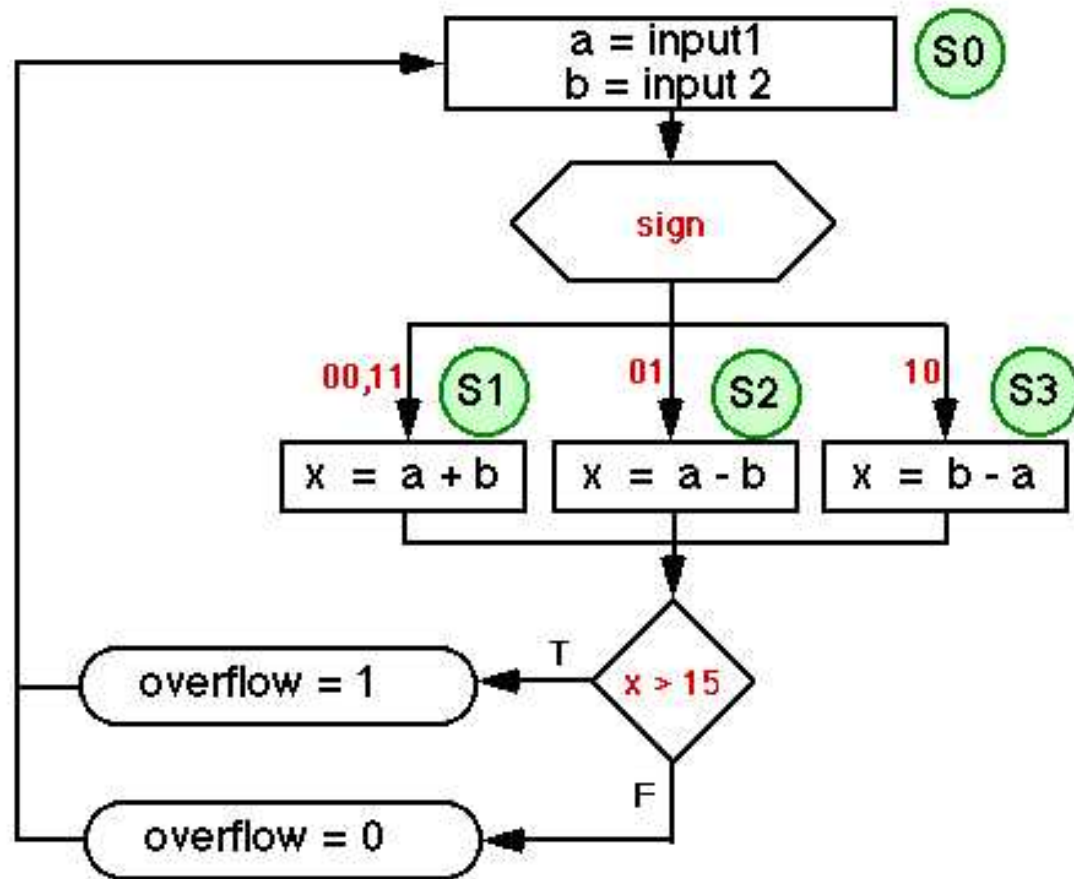 a = input1
b = input 2
S0
sign
00,11
S1
01
S2
10
S3
x = a + b
x = a - b
x = b - a
T
x > 15
overflow = 1
F
overflow = 0